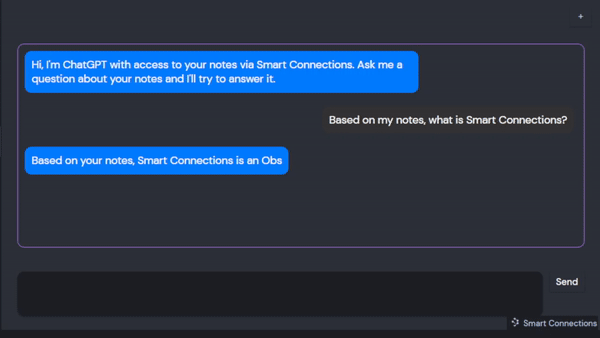 +
Hi, I'm ChatGPT with access to your notes via Smart Connections. Ask me a
question about your notes and I'll try to answer it.
Based on my notes, what is Smart Connections?
Based on your notes, Smart Connections is an Obs
Send
Smart Connections